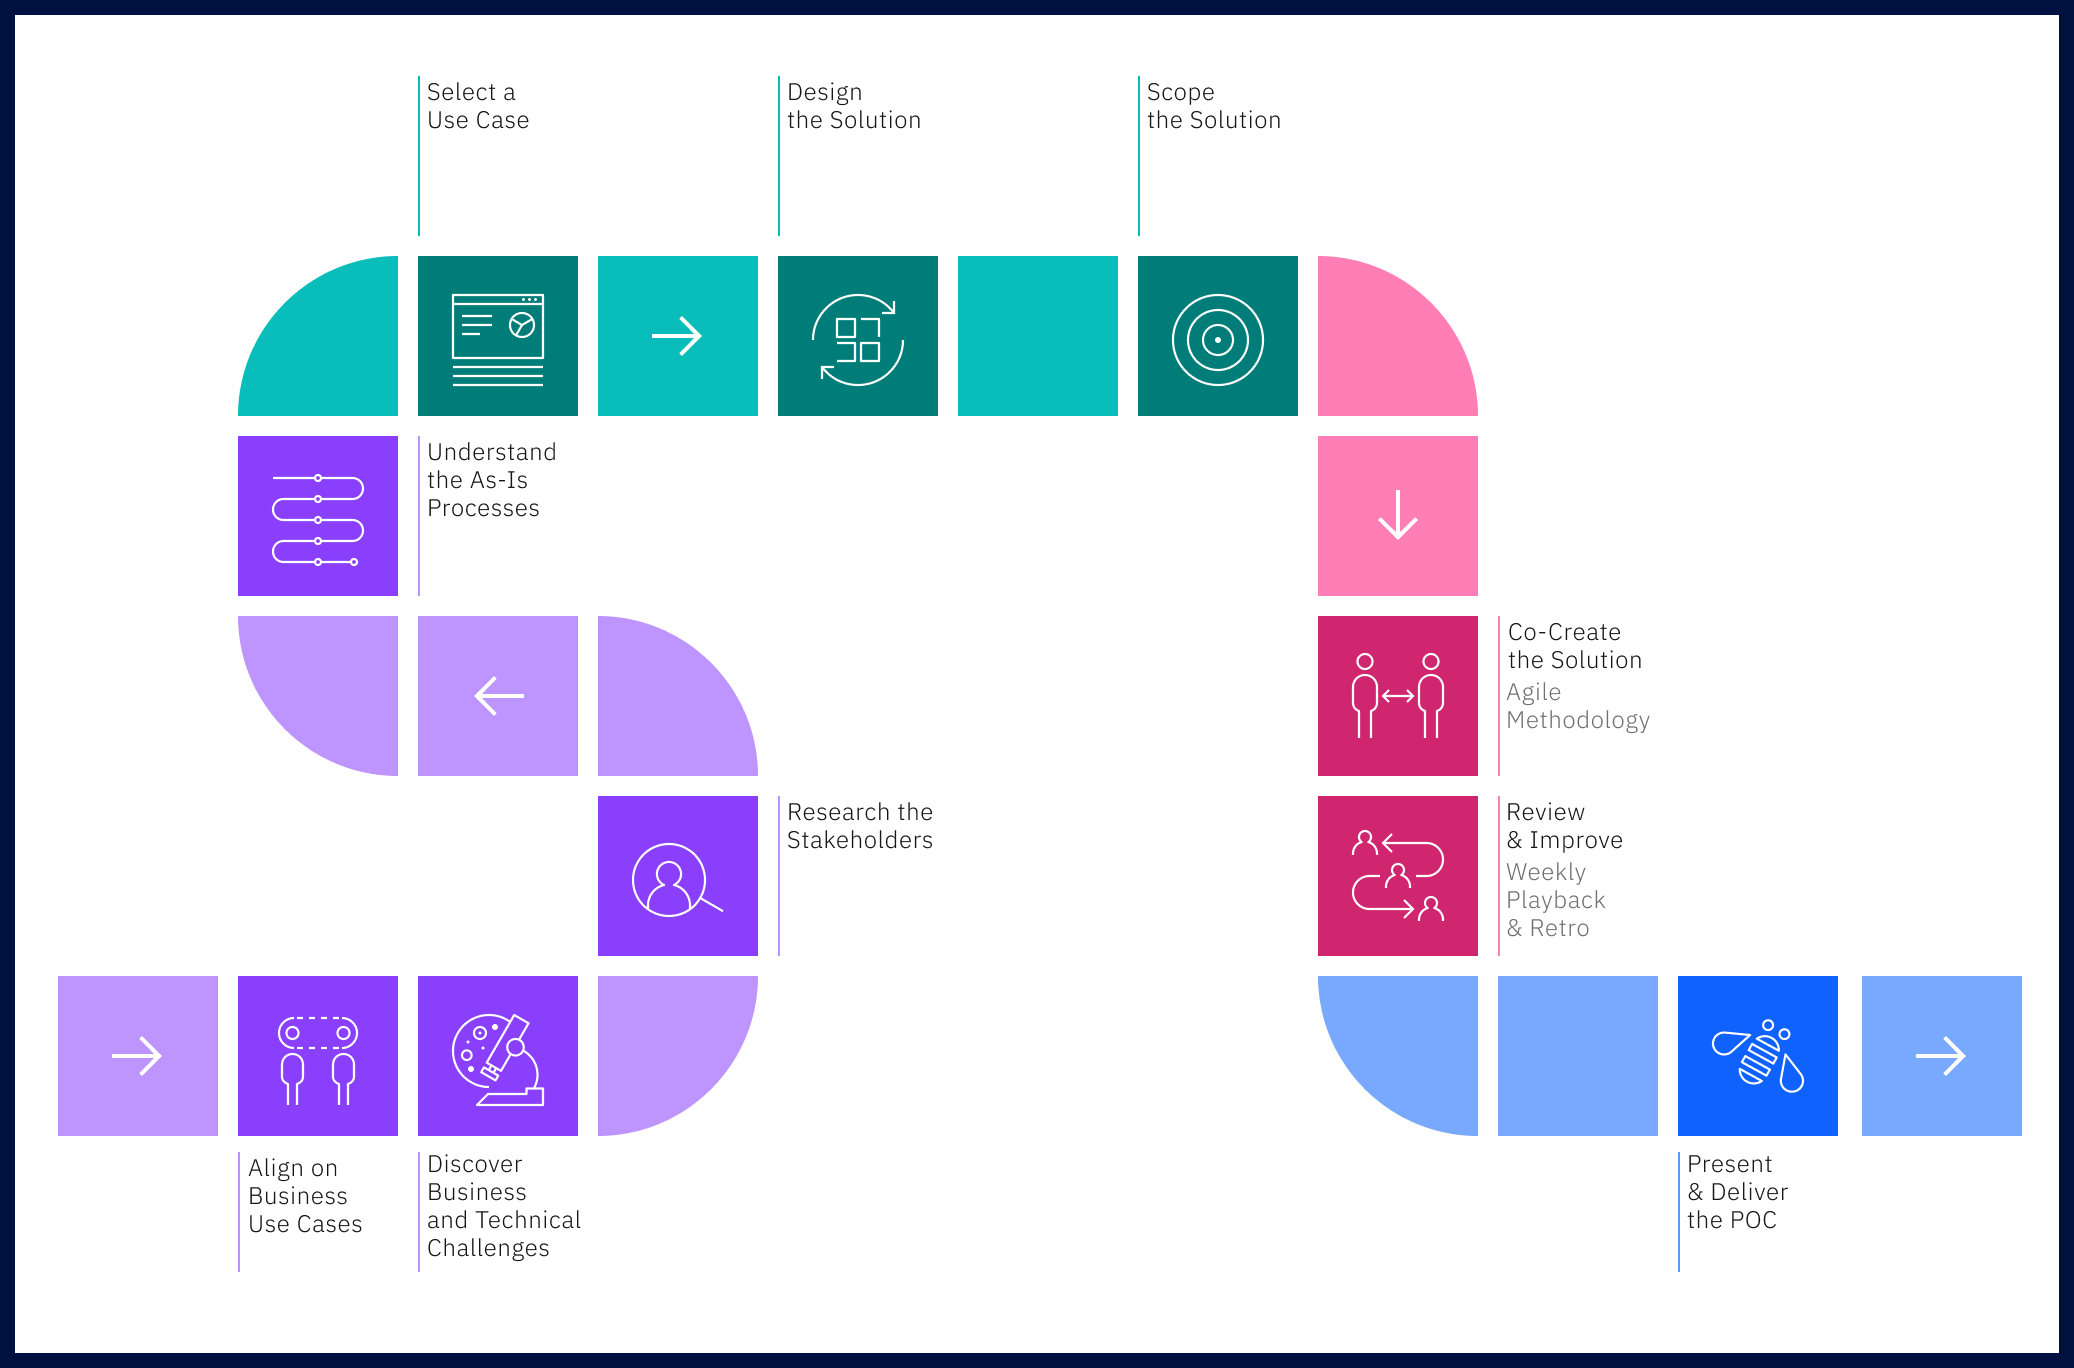 Select a
Use Case
Design
the Solution
Scope
the Solution
Understand
the As-Is
Processes
Co-Create
the Solution
Agile
Methodology
Research the
Stakeholders
Review
& Improve
Weekly
Playback
& Retro
Align on
Business
Use Cases
Discover
Business
and Technical
Challenges
Present
& Deliver
the POC